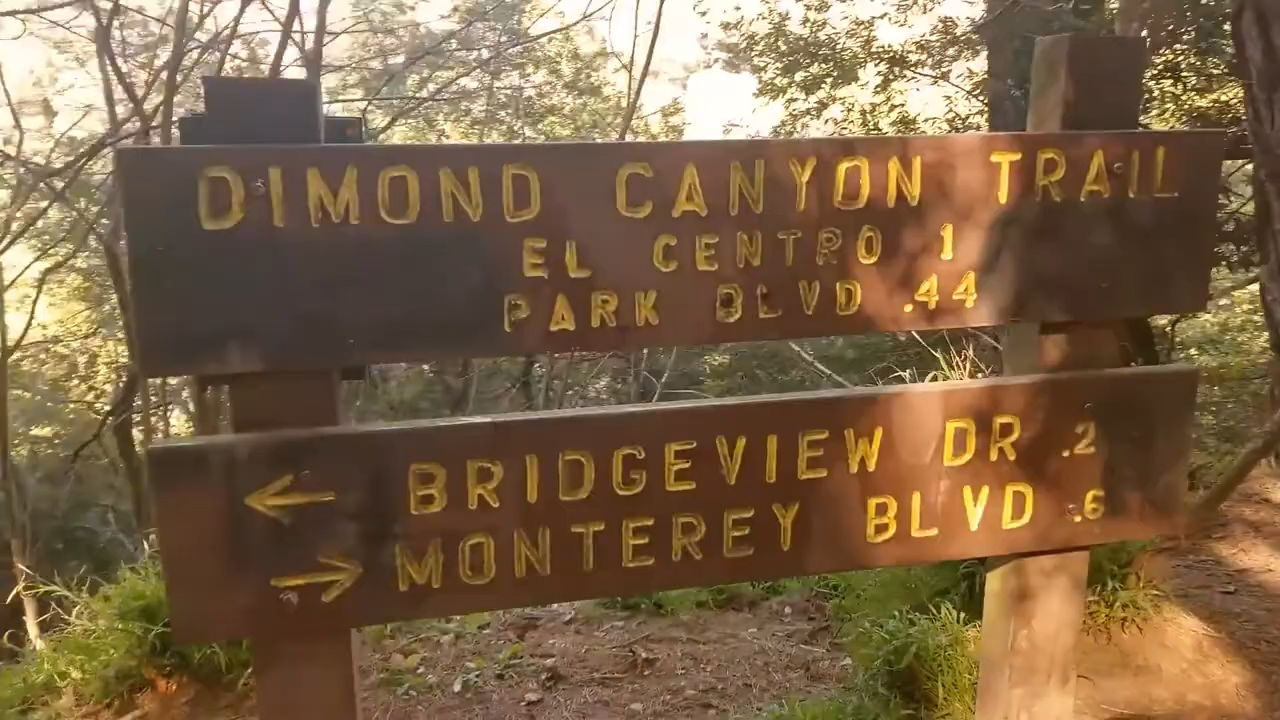 DIMOND CANYON TRAIL
EL CENTRO 1
PARK BLVD .44
← BRIDGEVIEW DR .2
→ MONTEREY BLVD .6